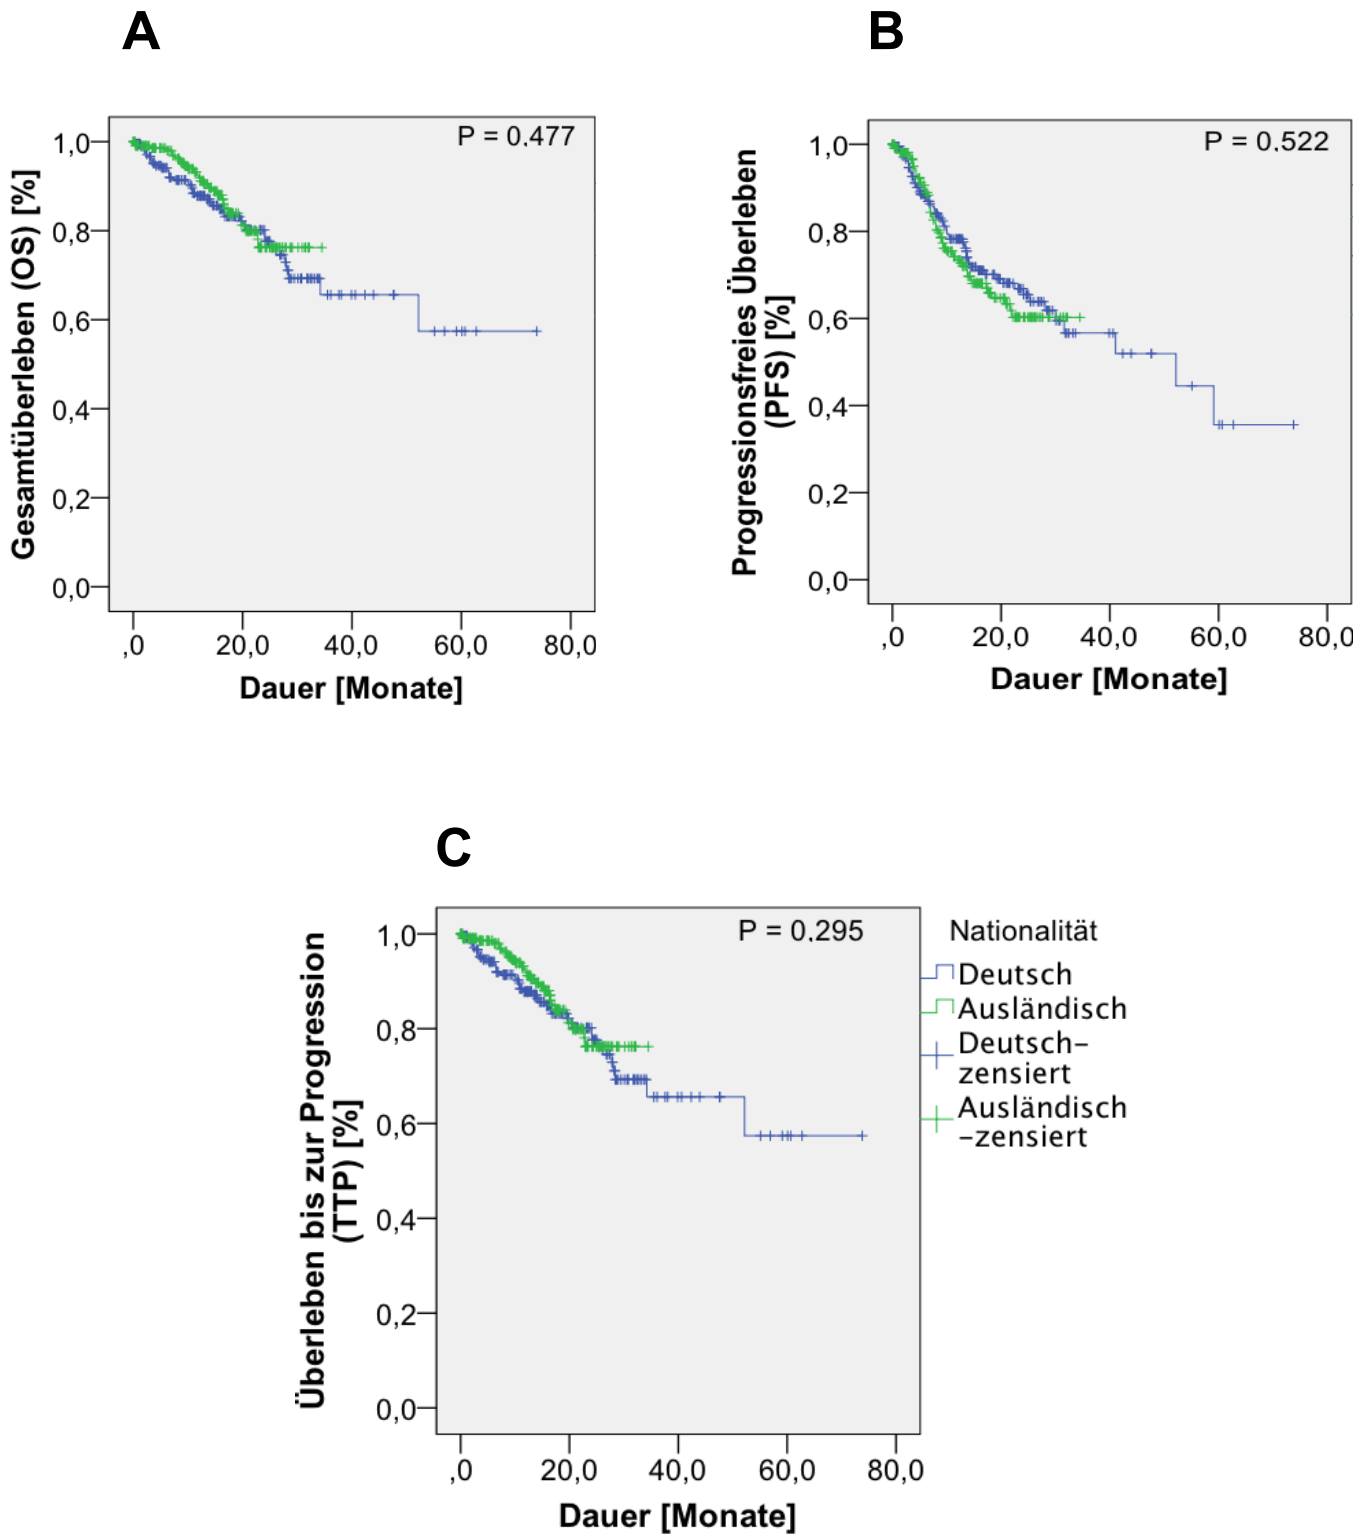 A
P = 0,477
Gesamtüberleben (OS) [%]
1,0
0,8
0,6
0,4
0,2
0,0
,0 20,0 40,0 60,0 80,0
Dauer [Monate]
B
P = 0,522
Progressionsfreies Überleben
(PFS) [%]
1,0
0,8
0,6
0,4
0,2
0,0
,0 20,0 40,0 60,0 80,0
Dauer [Monate]
C
P = 0,295
Überleben bis zur Progression
(TTP) [%]
1,0
0,8
0,6
0,4
0,2
0,0
,0 20,0 40,0 60,0 80,0
Dauer [Monate]
Nationalität
Deutsch
Ausländisch
Deutsch-
zensiert
Ausländisch
-zensiert